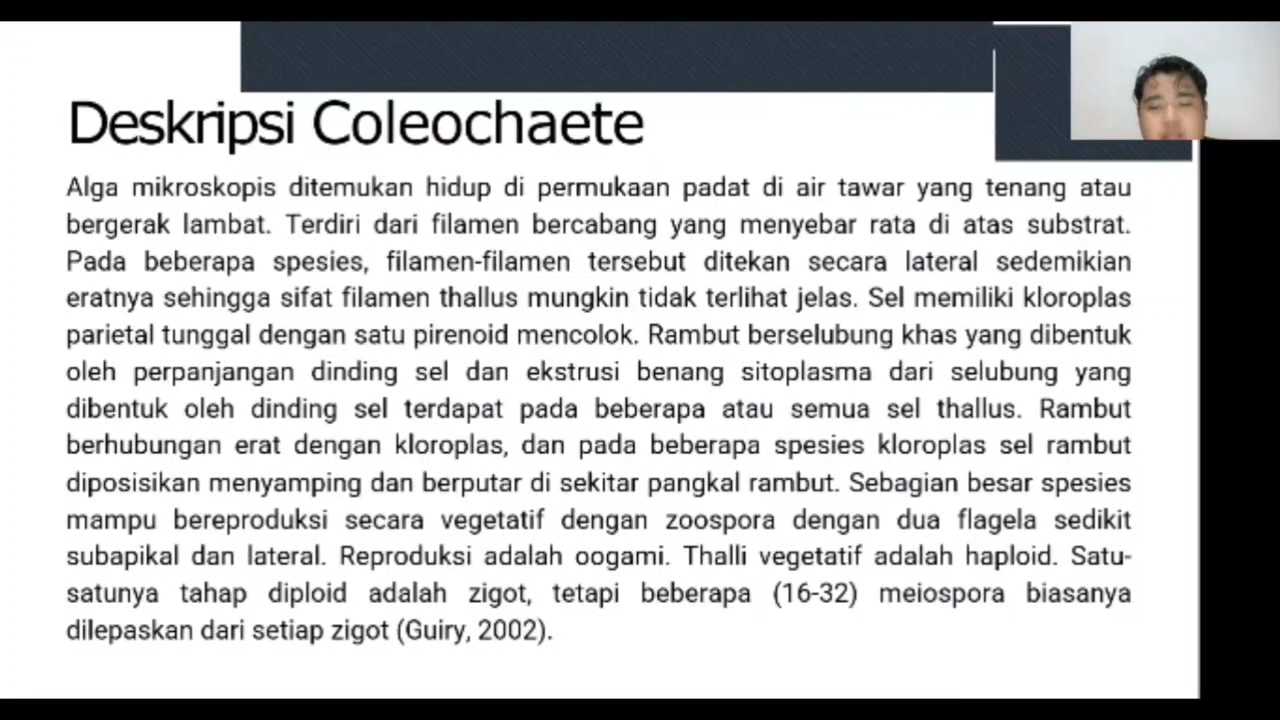 Deskripsi Coleochaete
Alga mikroskopis ditemukan hidup di permukaan padat di air tawar yang tenang atau
bergerak lambat. Terdiri dari filamen bercabang yang menyebar rata di atas substrat.
Pada beberapa spesies, filamen-filamen tersebut ditekan secara lateral sedemikian
eratnya sehingga sifat filamen thallus mungkin tidak terlihat jelas. Sel memiliki kloroplas
parietal tunggal dengan satu pirenoid mencolok. Rambut berselubung khas yang dibentuk
oleh perpanjangan dinding sel dan ekstrusi benang sitoplasma dari selubung yang
dibentuk oleh dinding sel terdapat pada beberapa atau semua sel thallus. Rambut
berhubungan erat dengan kloroplas, dan pada beberapa spesies kloroplas sel rambut
diposisikan menyamping dan berputar di sekitar pangkal rambut. Sebagian besar spesies
mampu bereproduksi secara vegetatif dengan zoospora dengan dua flagela sedikit
subapikal dan lateral. Reproduksi adalah oogami. Thalli vegetatif adalah haploid. Satu-
satunya tahap diploid adalah zigot, tetapi beberapa (16-32) meiospora biasanya
dilepaskan dari setiap zigot (Guiry, 2002).